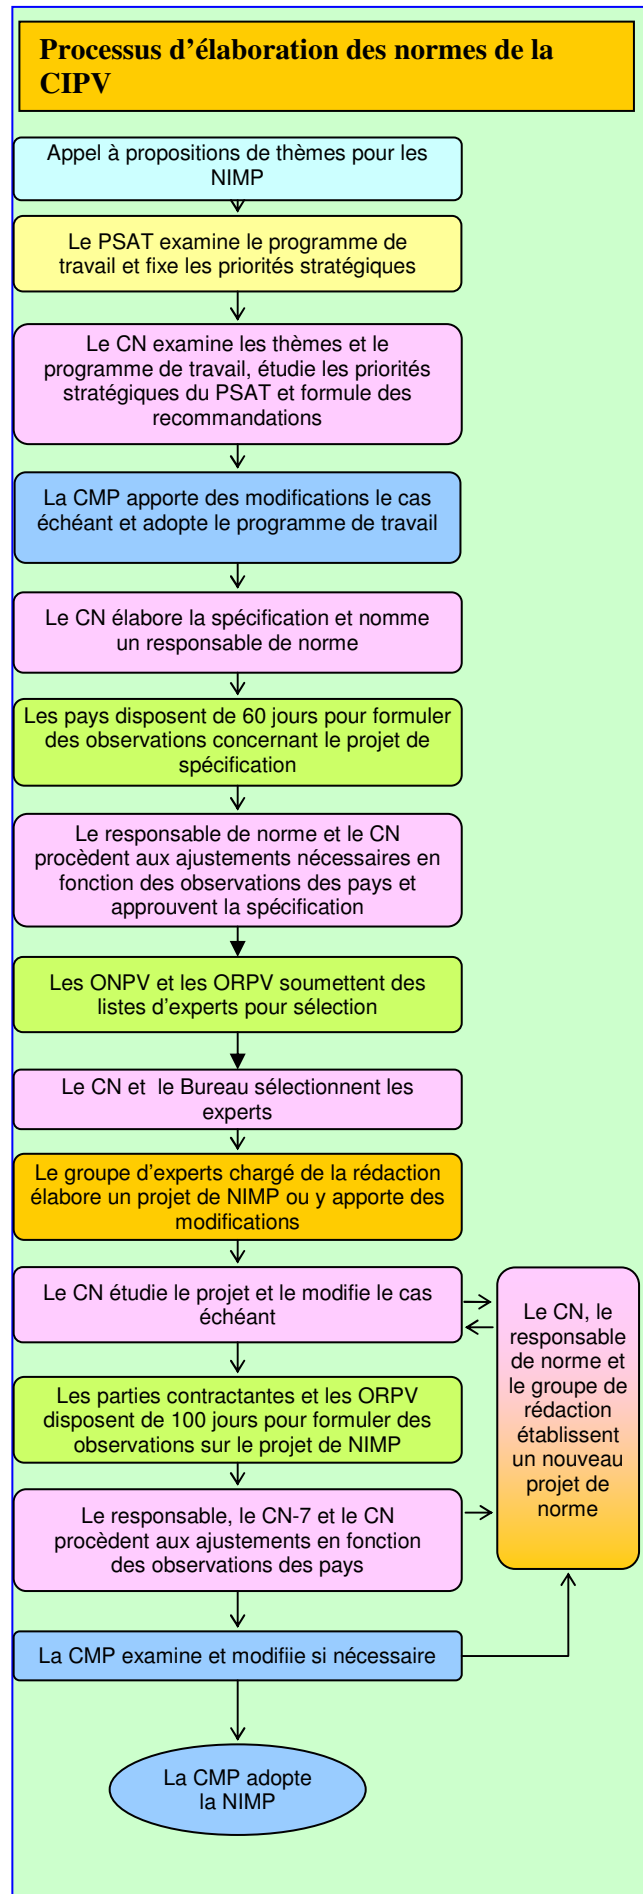 Processus d'élaboration des normes de la
CIPV
Appel à propositions de thèmes pour les
NIMP
Le PSAT examine le programme de
travail et fixe les priorités stratégiques
Le CN examine les thèmes et le
programme de travail, étudie les priorités
stratégiques du PSAT et formule des
recommandations
La CMP apporte des modifications le cas
échéant et adopte le programme de travail
Le CN élabore la spécification et nomme
un responsable de norme
Les pays disposent de 60 jours pour formuler
des observations concernant le projet de
spécification
Le responsable de norme et le CN
procèdent aux ajustements nécessaires en
fonction des observations des pays et
approuvent la spécification
Les ONPV et les ORPV soumettent des
listes d'experts pour sélection
Le CN et le Bureau sélectionnent les
experts
Le groupe d'experts chargé de la rédaction
élabore un projet de NIMP ou y apporte des
modifications
Le CN étudie le projet et le modifie le cas
échéant
Le CN, le
responsable
de norme et
le groupe de
rédaction
établissent
un nouveau
projet de
norme
Les parties contractantes et les ORPV
disposent de 100 jours pour formuler des
observations sur le projet de NIMP
Le responsable, le CN-7 et le CN
procèdent aux ajustements en fonction
des observations des pays
La CMP examine et modifiie si nécessaire
La CMP adopte
la NIMP